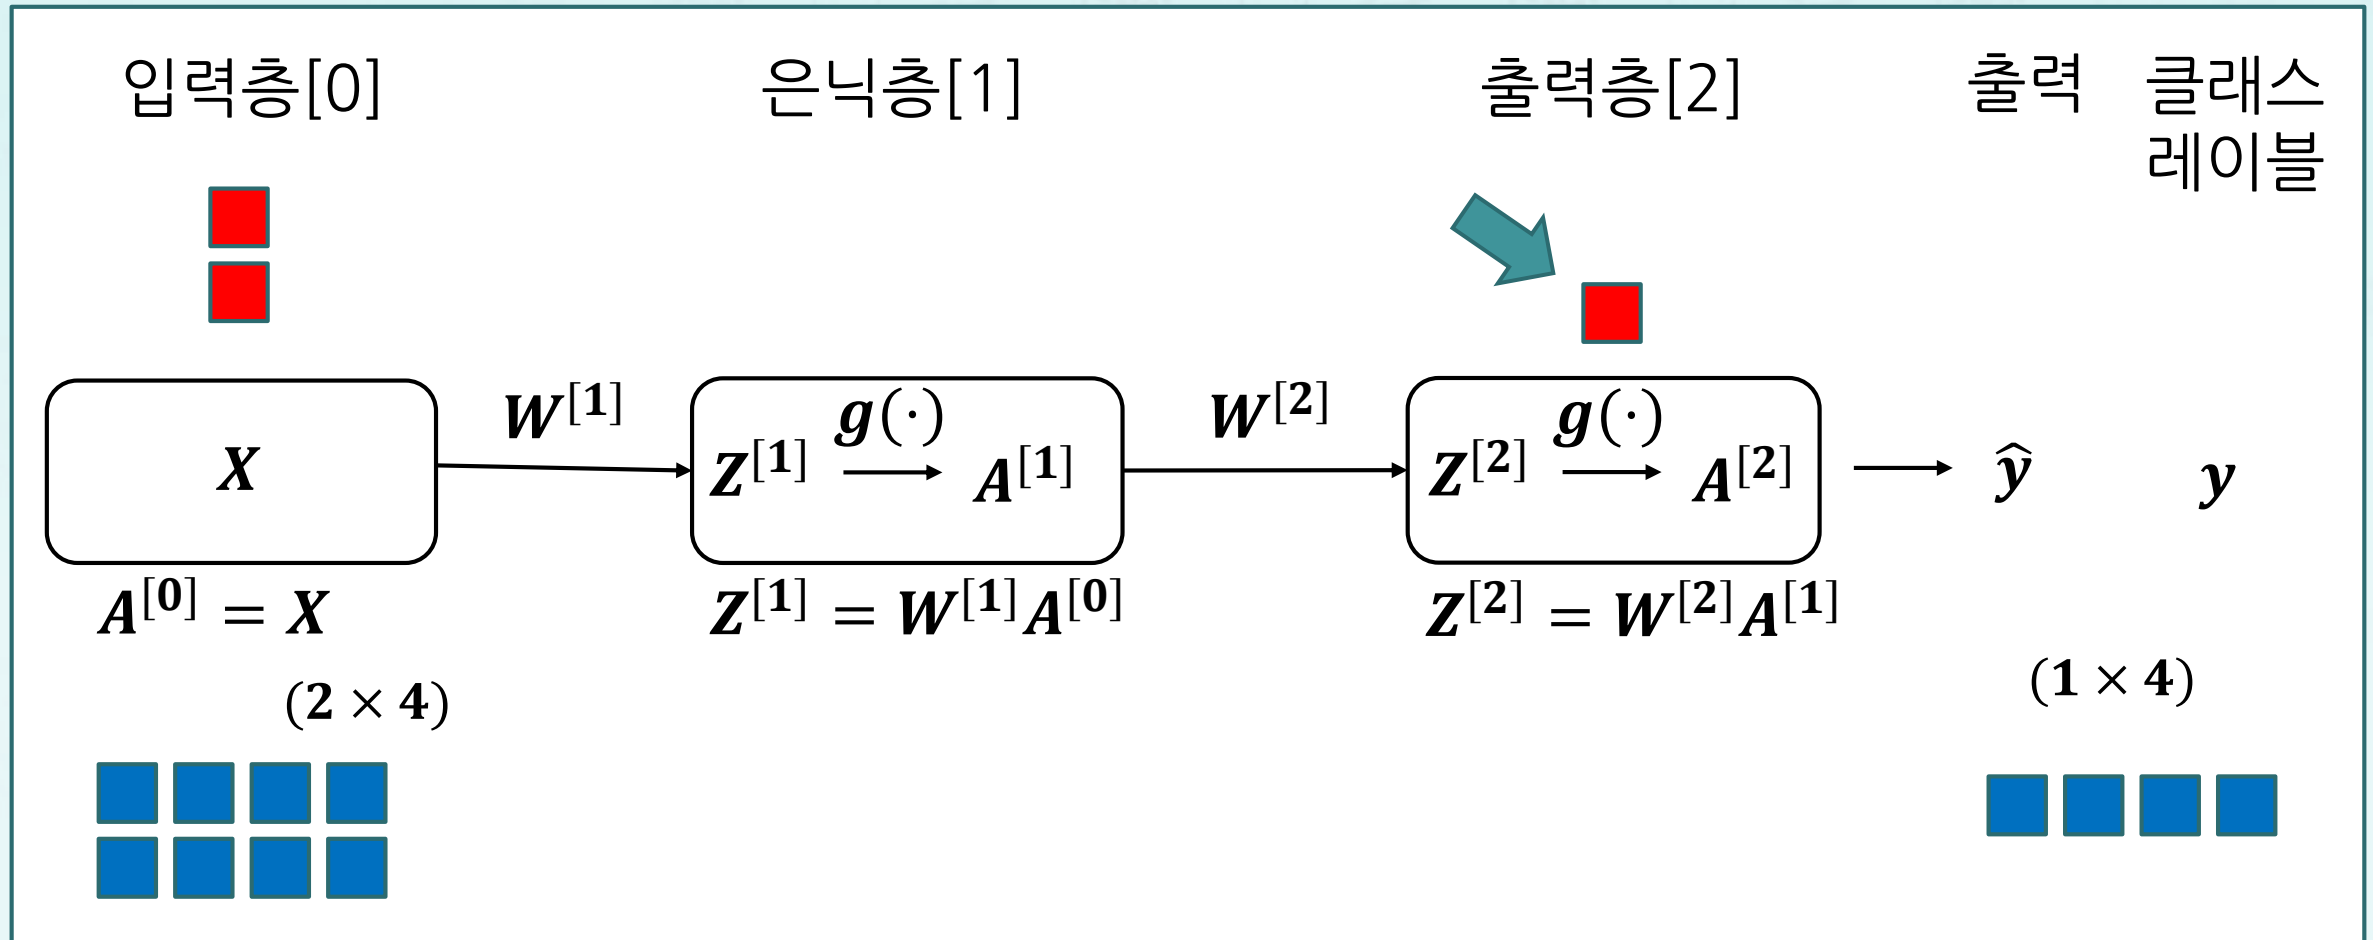 입력층[0]
은닉층[1]
출력층[2]
출력
클래스
레이블
X
W^[1]
Z^[1] g(·) → A^[1]
W^[2]
Z^[2] g(·) → A^[2]
→ ŷ
y
A^[0] = X
Z^[1] = W^[1]A^[0]
Z^[2] = W^[2]A^[1]
(2 × 4)
(1 × 4)